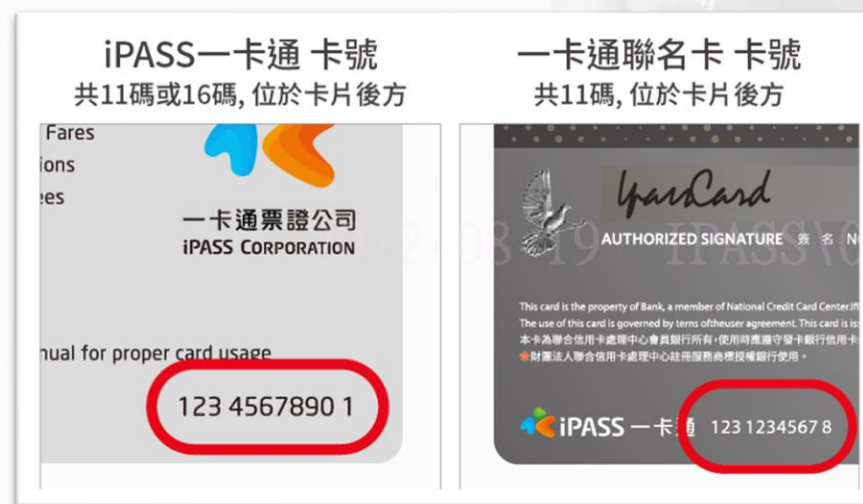 iPASS一卡通 卡號
共11碼或16碼, 位於卡片後方
Fares
ions
ees
一卡通票證公司
iPASS CORPORATION
nual for proper card usage
123 4567890 1
一卡通聯名卡 卡號
共11碼, 位於卡片後方
AUTHORIZED SIGNATURE 簽 名
This card is the property of Bank, a member of National Credit Card Center.
The use of this card is governed by terns oftheuser agreement. This card is
本卡為聯合信用卡處理中心會員銀行所有，使用時應遵守發卡銀行信用卡
財團法人聯合信用卡處理中心註冊服務商標授權銀行使用。
iPASS 一卡通 123 1234567 8